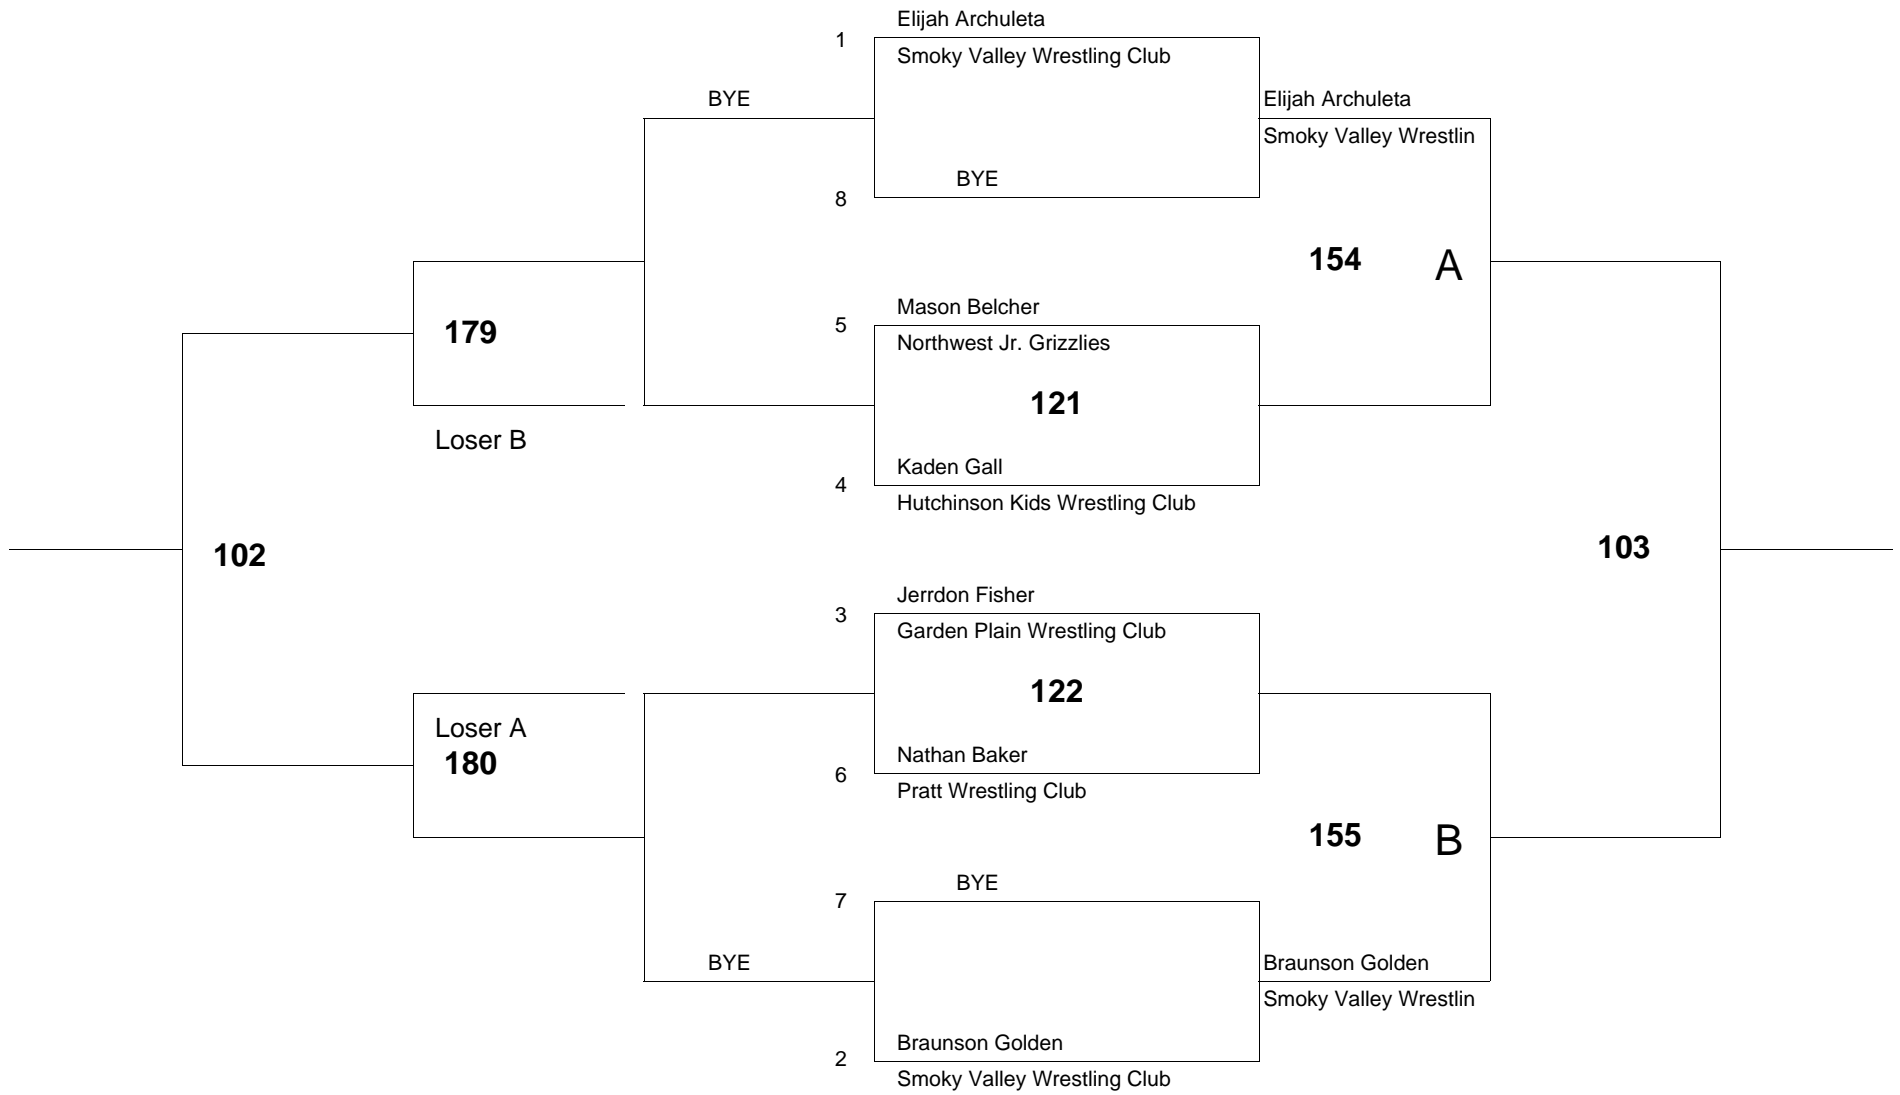 Elijah Archuleta
1
Smoky Valley Wrestling Club
BYE
Elijah Archuleta
Smoky Valley Wrestlin
BYE
8
154
A
Mason Belcher
5
179
Northwest Jr. Grizzlies
121
Loser B
Kaden Gall
4
Hutchinson Kids Wrestling Club
102
103
Jerrdon Fisher
3
Garden Plain Wrestling Club
122
Loser A
180
Nathan Baker
6
Pratt Wrestling Club
155
B
BYE
7
BYE
Braunson Golden
Smoky Valley Wrestlin
Braunson Golden
2
Smoky Valley Wrestling Club